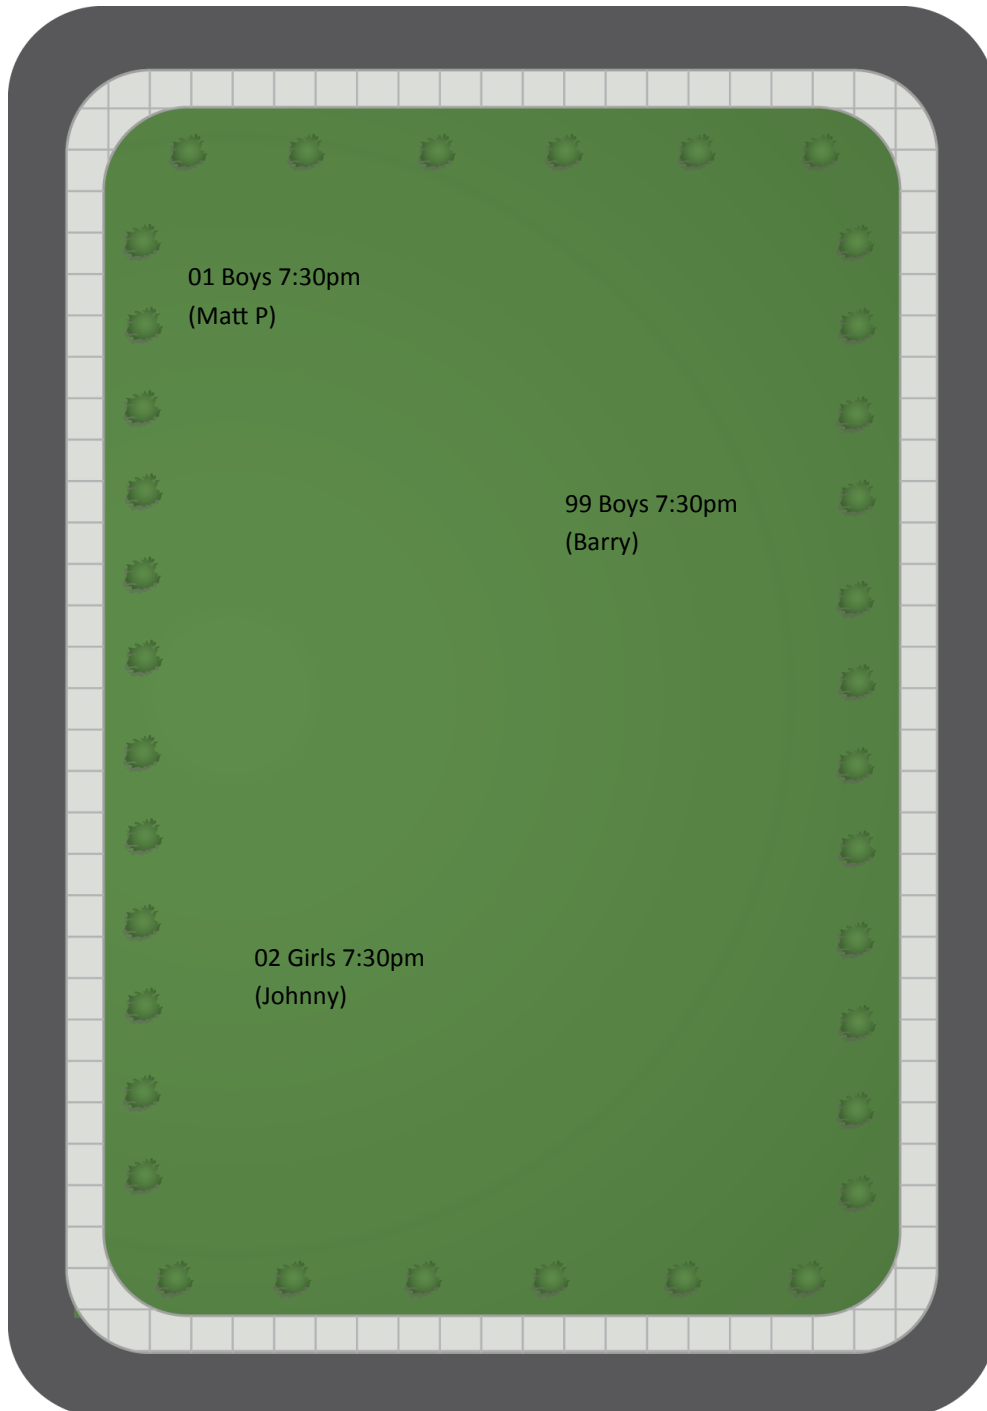 01 Boys 7:30pm
(Matt P)
99 Boys 7:30pm
(Barry)
02 Girls 7:30pm
(Johnny)